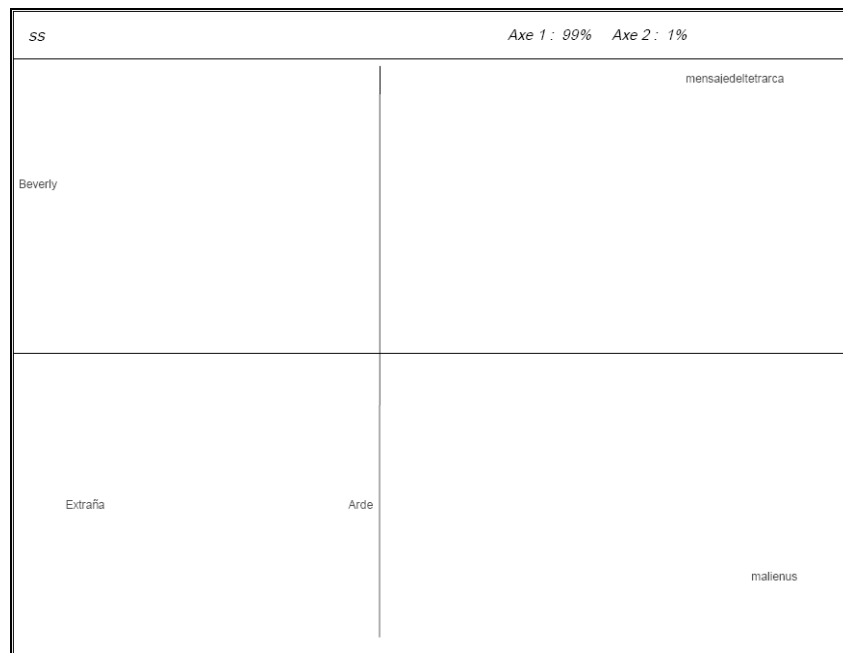 ss Axe 1 : 99% Axe 2 : 1%
mensajedeltetrarca
Beverly
Extraña Arde
malienus